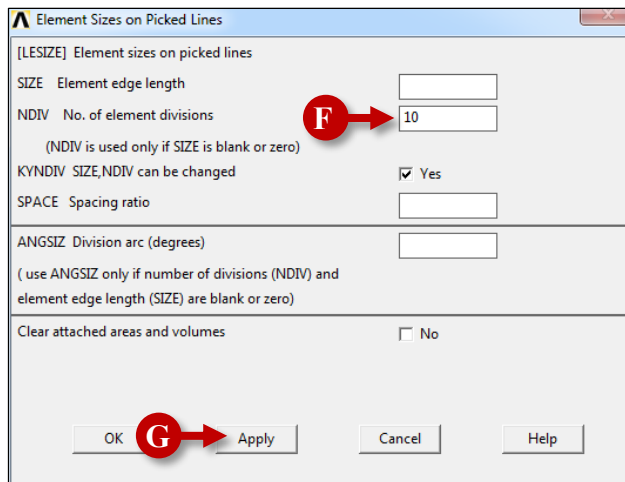 Element Sizes on Picked Lines
[LESIZE] Element sizes on picked lines
SIZE Element edge length
NDIV No. of element divisions F 10
(NDIV is used only if SIZE is blank or zero)
KYNDIV SIZE,NDIV can be changed Yes
SPACE Spacing ratio
ANGSIZ Division arc (degrees)
( use ANGSIZ only if number of divisions (NDIV) and
element edge length (SIZE) are blank or zero)
Clear attached areas and volumes No
OK G Apply Cancel Help